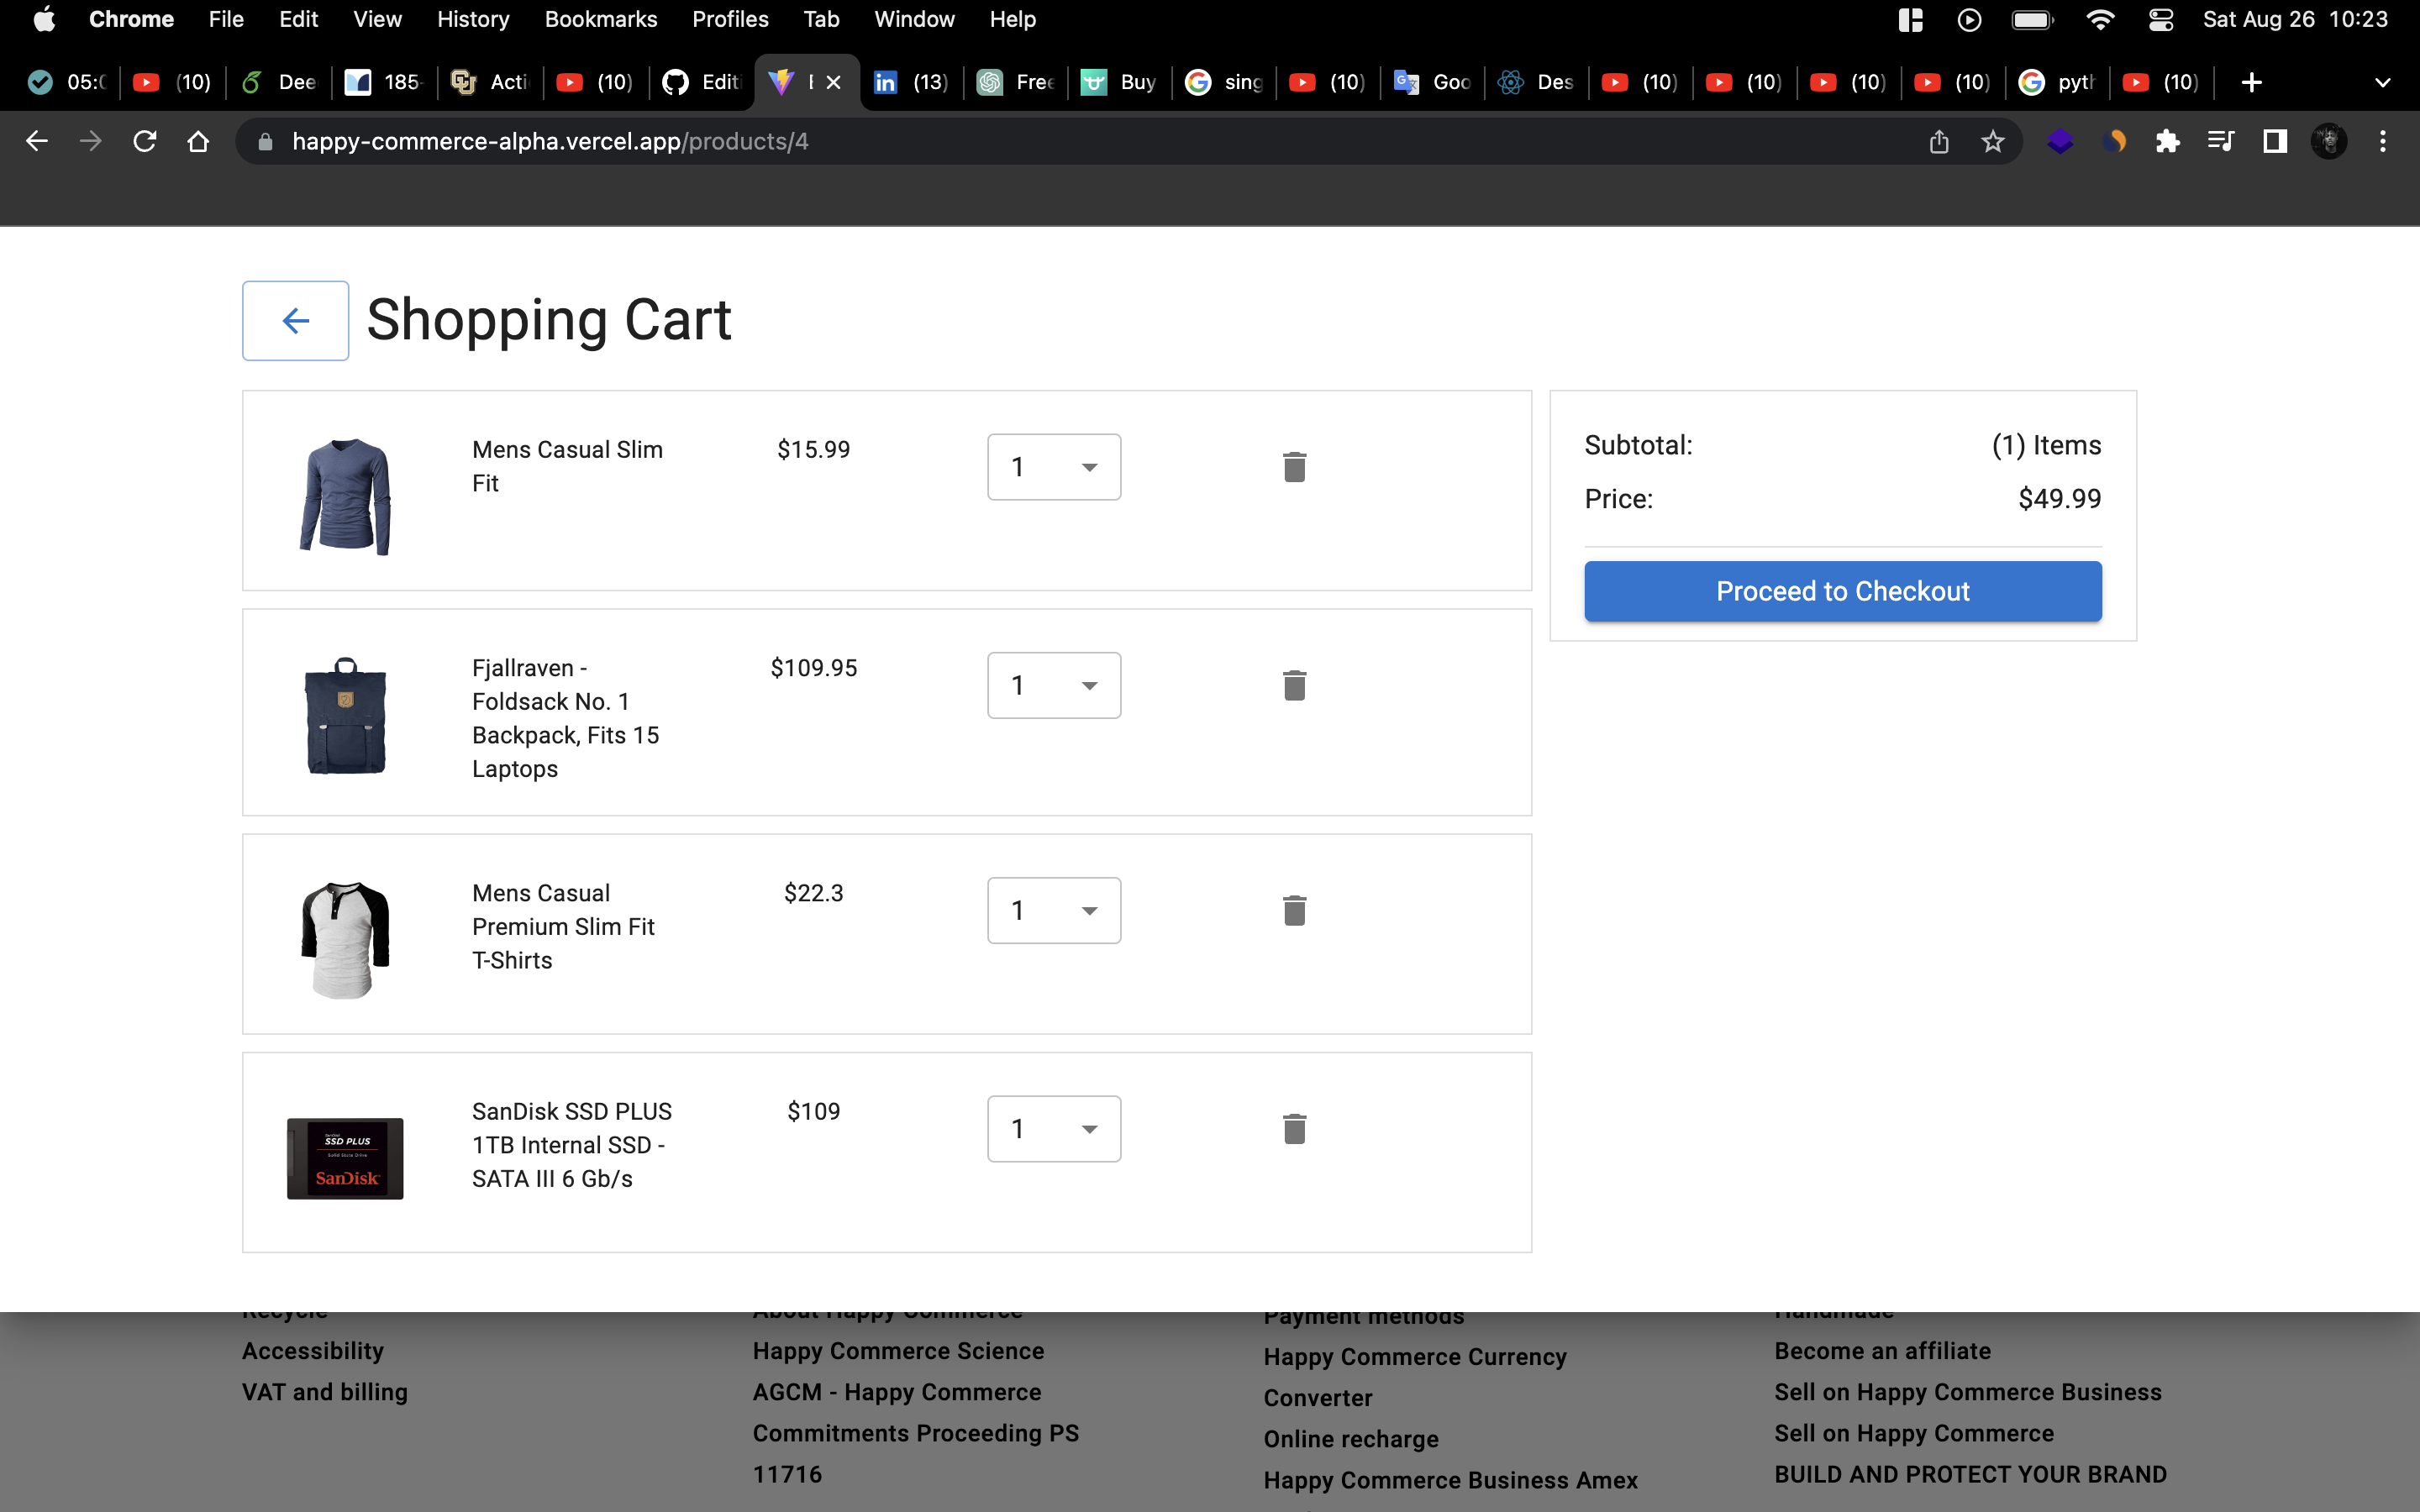 Chrome File Edit View History Bookmarks Profiles Tab Window Help Sat Aug 26 10:23
05:0 (10) Dee 185- Acti (10) Edit (13) Free Buy sing (10) Goo Des (10) (10) (10) (10) pyth (10)
happy-commerce-alpha.vercel.app/products/4
Shopping Cart
Mens Casual Slim
Fit
$15.99
1
Fjallraven -
Foldsack No. 1
Backpack, Fits 15
Laptops
$109.95
1
Mens Casual
Premium Slim Fit
T-Shirts
$22.3
1
SSD PLUS
SanDisk
SanDisk SSD PLUS
1TB Internal SSD -
SATA III 6 Gb/s
$109
1
Subtotal: (1) Items
Price: $49.99
Proceed to Checkout
Recycle
Accessibility
VAT and billing
About Happy Commerce
Happy Commerce Science
AGCM - Happy Commerce
Commitments Proceeding PS
11716
Payment methods
Happy Commerce Currency
Converter
Online recharge
Happy Commerce Business Amex
Handmade
Become an affiliate
Sell on Happy Commerce Business
Sell on Happy Commerce
BUILD AND PROTECT YOUR BRAND